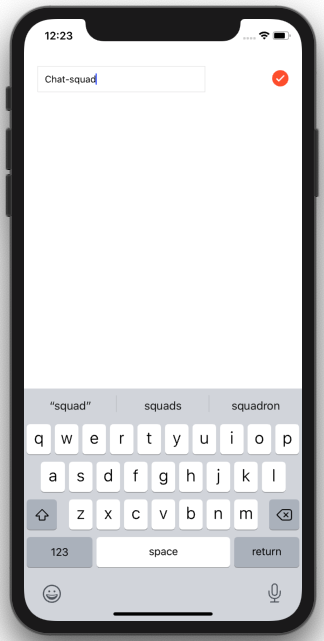 12:23
Chat-squad
“squad” squads squadron
q w e r t y u i o p
a s d f g h j k l
z x c v b n m
123 space return